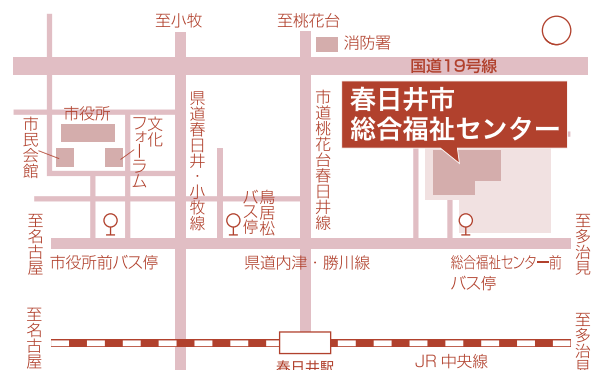 至小牧
至桃花台
消防署
国道19号線
春日井市
総合福祉センター
市役所
市民会館
文化
フォーラム
県道春日井・小牧線
市道桃花台春日井線
鳥居松
バス停
至名古屋
至多治見
市役所前バス停
県道内津・勝川線
総合福祉センター前
バス停
至名古屋
至多治見
JR中央線
春日井駅